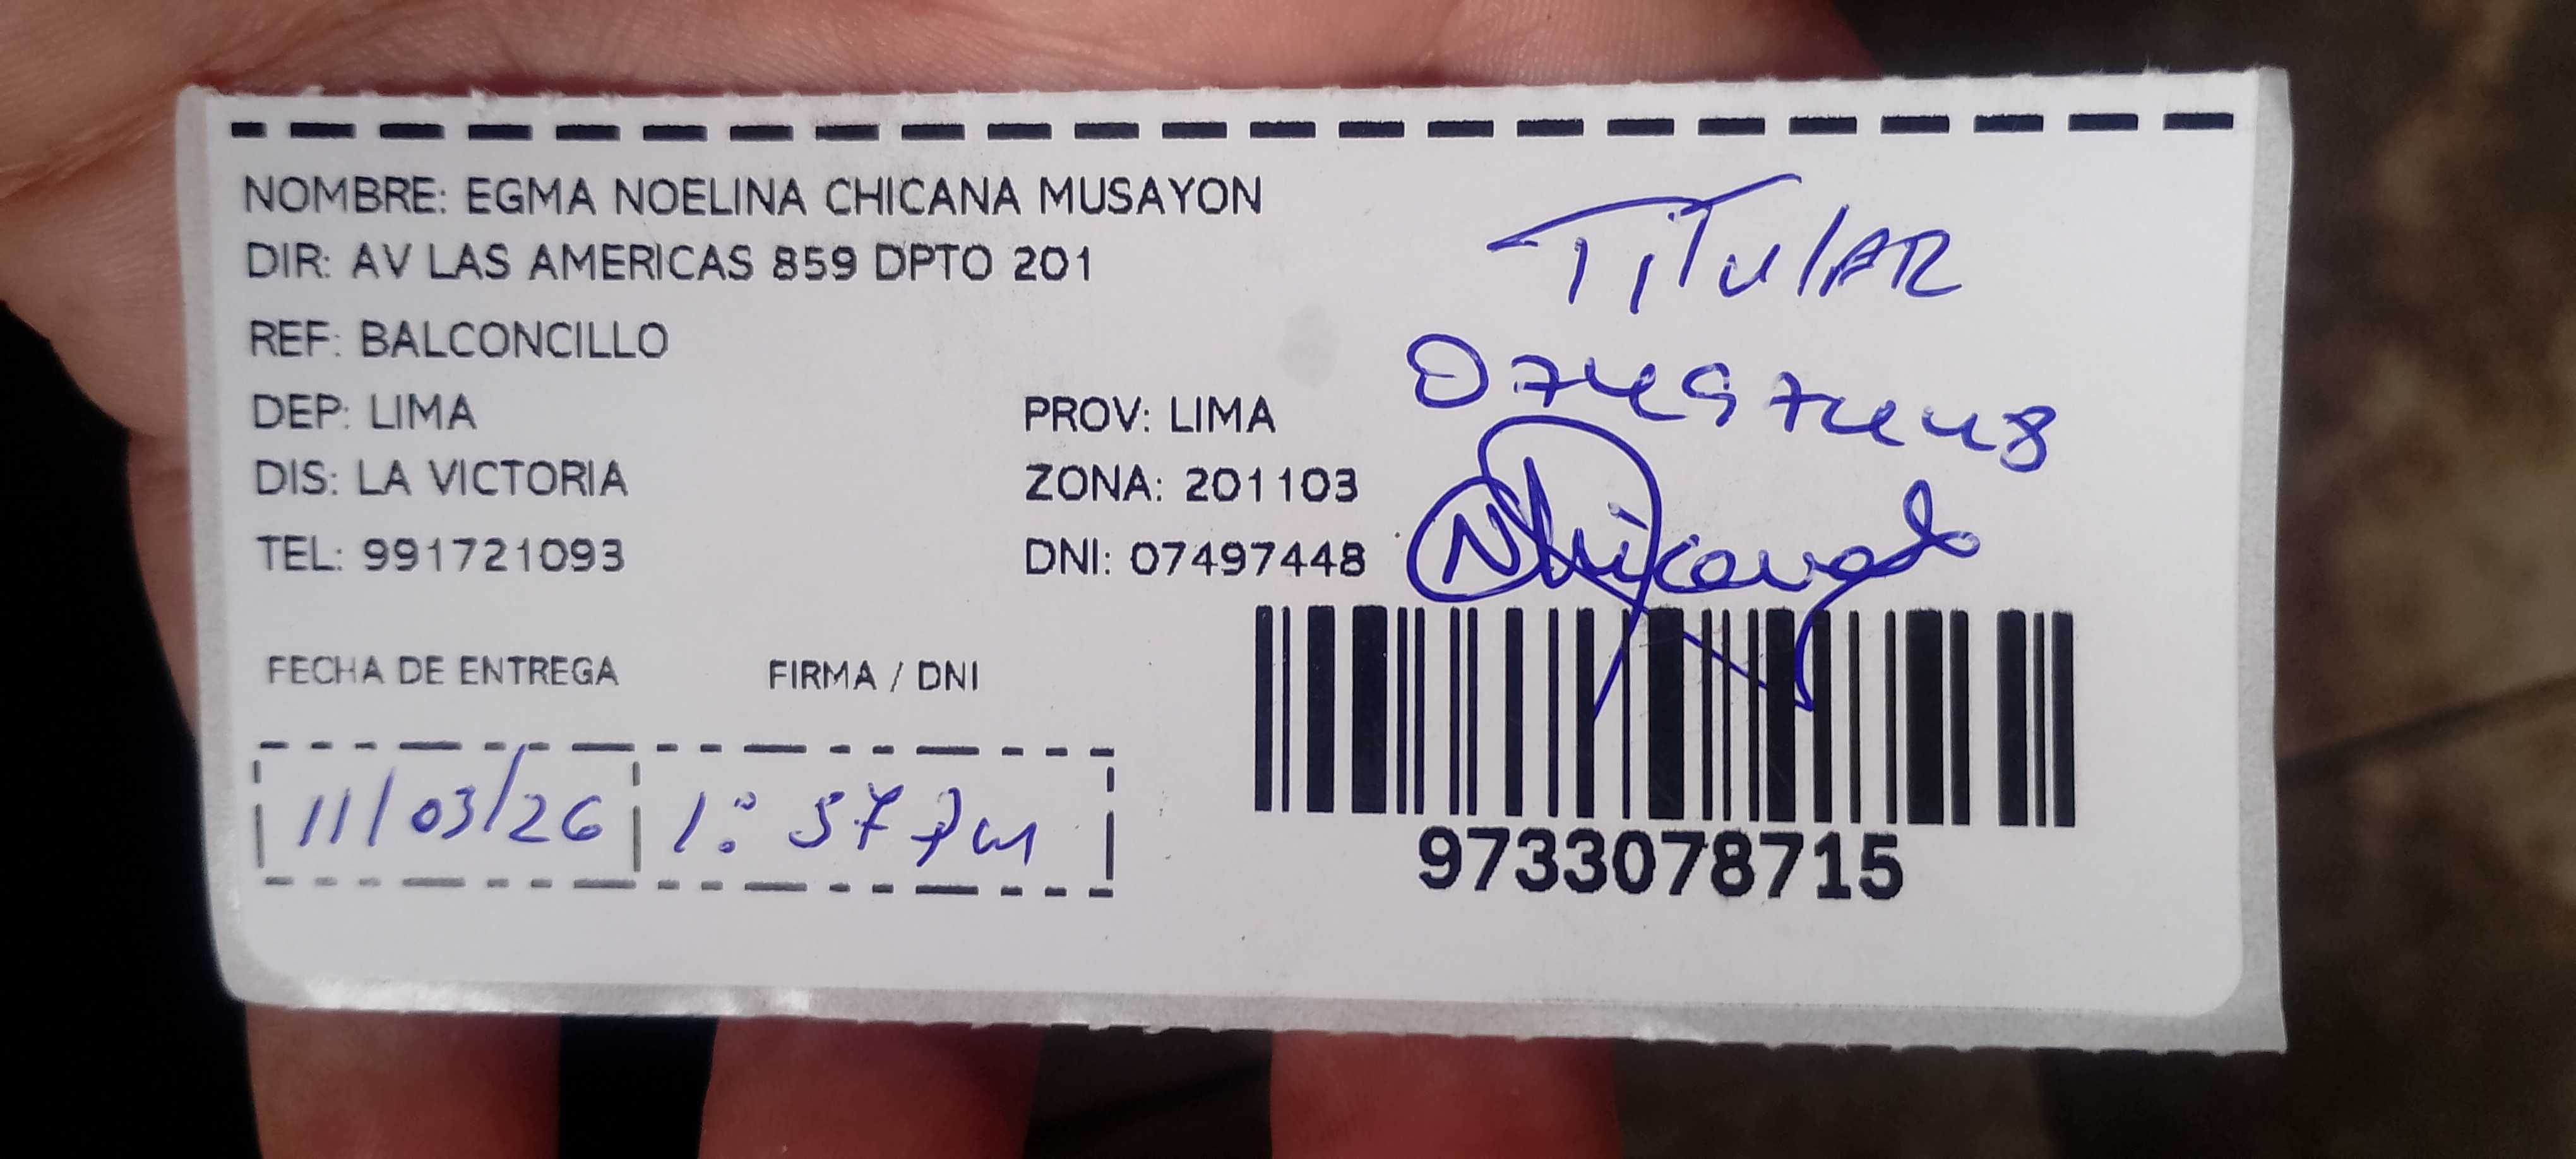 NOMBRE: EGMA NOELINA CHICANA MUSAYON
DIR: AV LAS AMERICAS 859 DPTO 201
REF: BALCONCILLO
DEP: LIMA PROV: LIMA
DIS: LA VICTORIA ZONA: 201103
TEL: 991721093 DNI: 07497448
TiTulAR
07497448
FECHA DE ENTREGA FIRMA / DNI
11/03/26 1:57 pm
9733078715